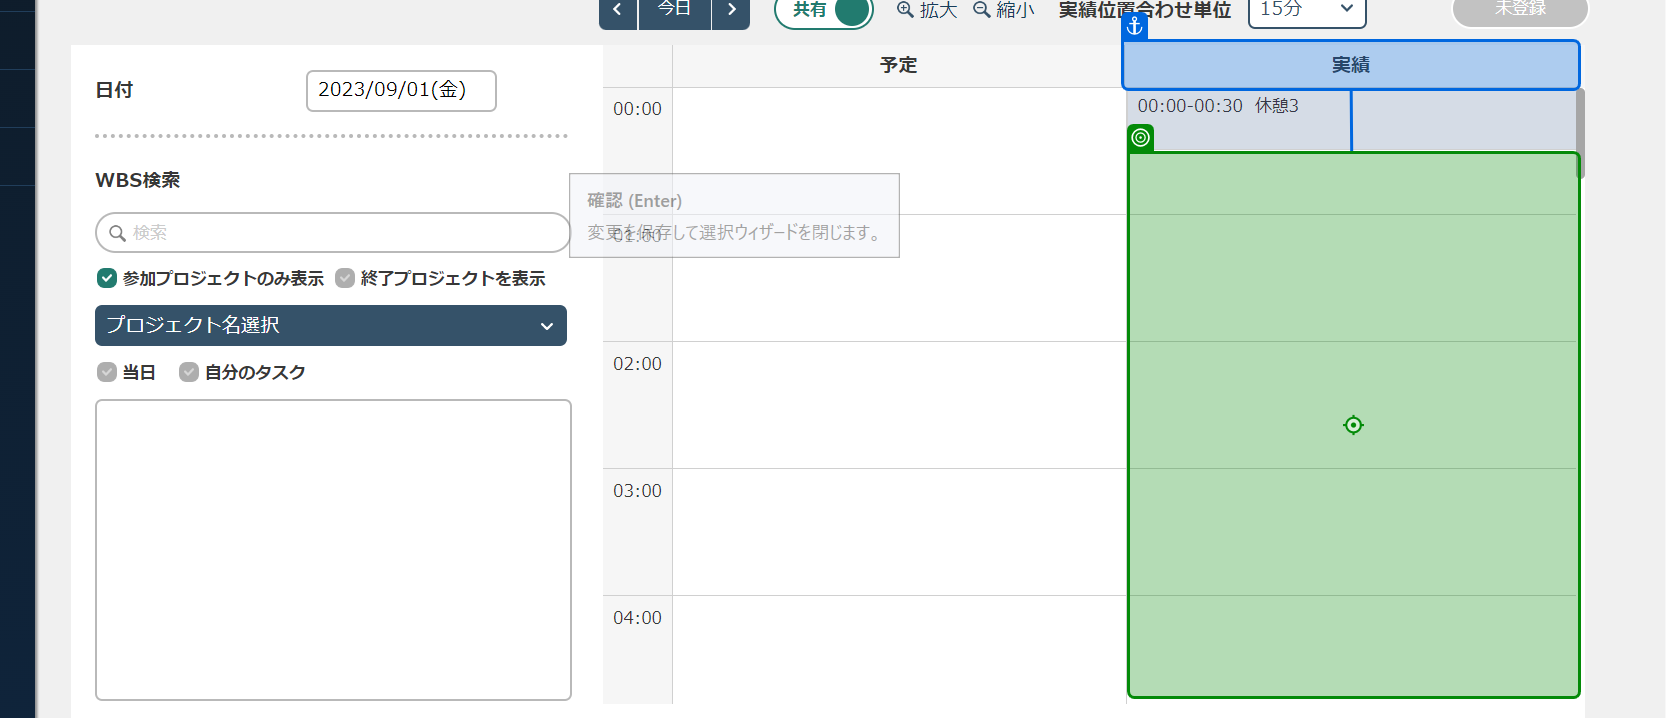 今日
共有
拡大
縮小
実績位置合わせ単位
15分
未登録
日付
2023/09/01(金)
WBS検索
検索
参加プロジェクトのみ表示
終了プロジェクトを表示
プロジェクト名選択
当日
自分のタスク
予定
実績
00:00
00:00-00:30 休憩3
確認 (Enter)
変更を保存して選択ウィザードを閉じます。
01:00
02:00
03:00
04:00